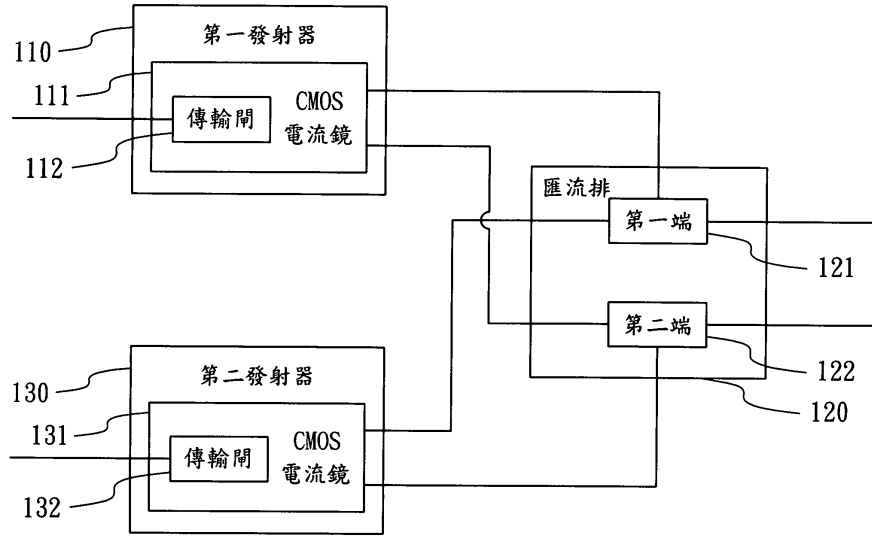 110
第一發射器
111
傳輸閘
CMOS
電流鏡
112
匯流排
第一端
121
第二端
122
120
130
第二發射器
131
傳輸閘
CMOS
電流鏡
132